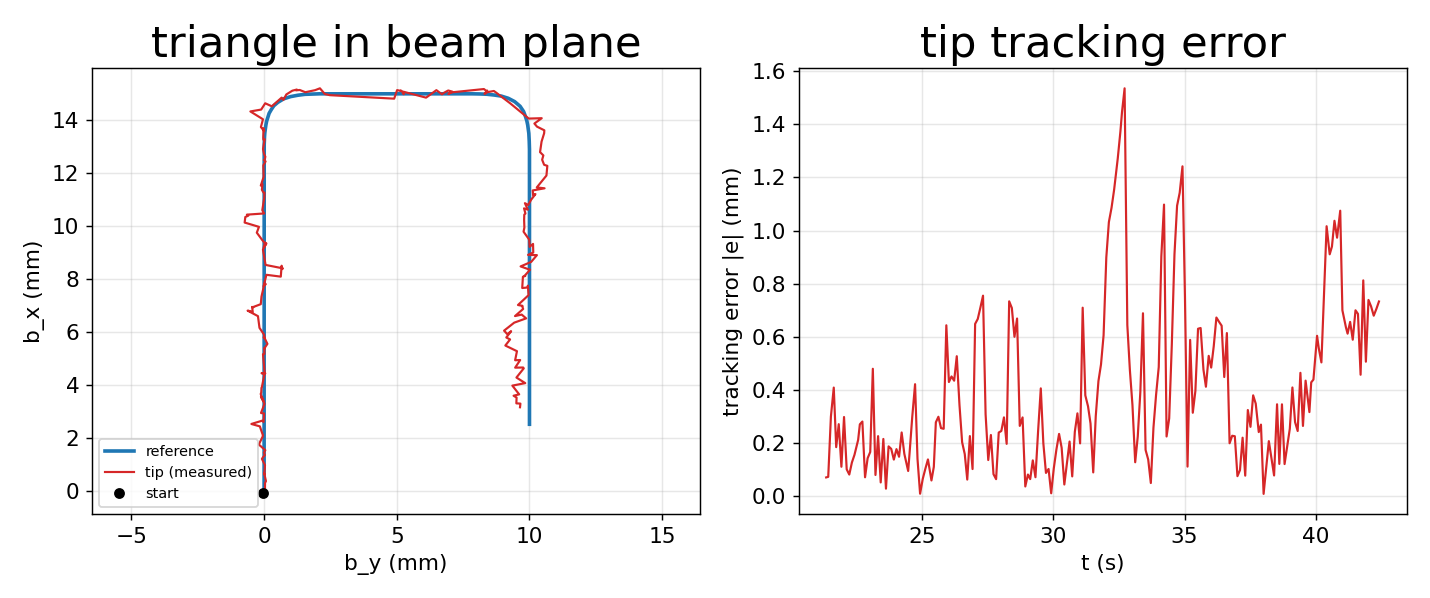 triangle in beam plane
b_x (mm)
14
12
10
8
6
4
2
0
reference
tip (measured)
start
−5
0
5
10
15
b_y (mm)
tip tracking error
tracking error |e| (mm)
1.6
1.4
1.2
1.0
0.8
0.6
0.4
0.2
0.0
25
30
35
40
t (s)